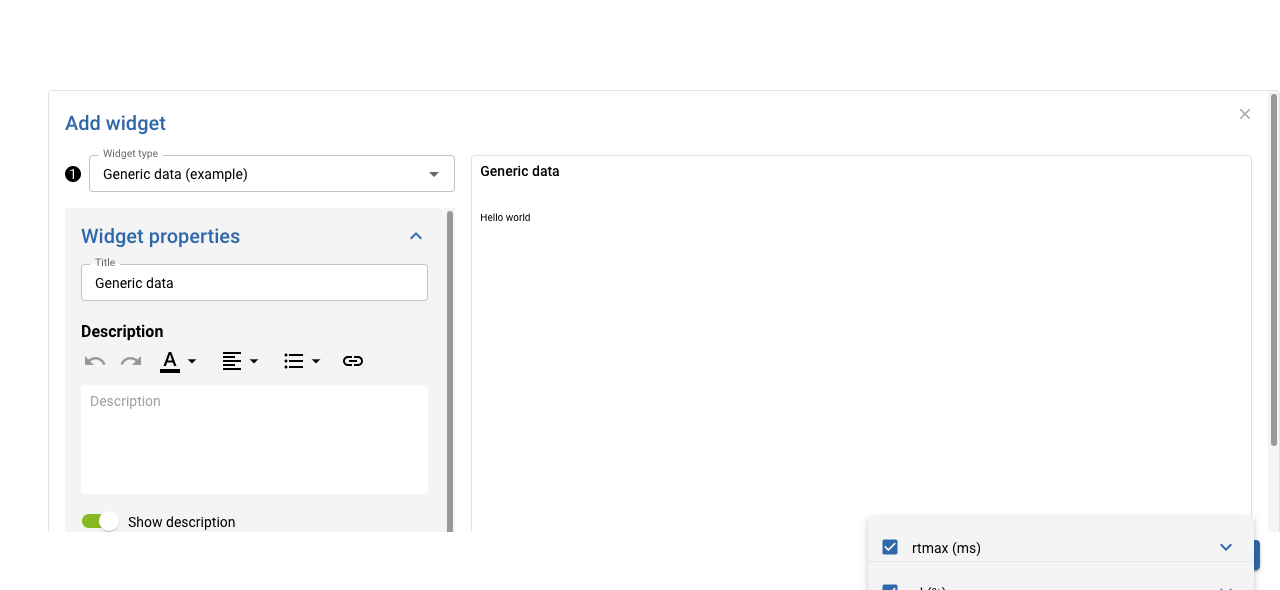 Add widget
Widget type
1 Generic data (example)
Generic data
Hello world
Widget properties
Title
Generic data
Description
A
Description
Show description
rtmax (ms)